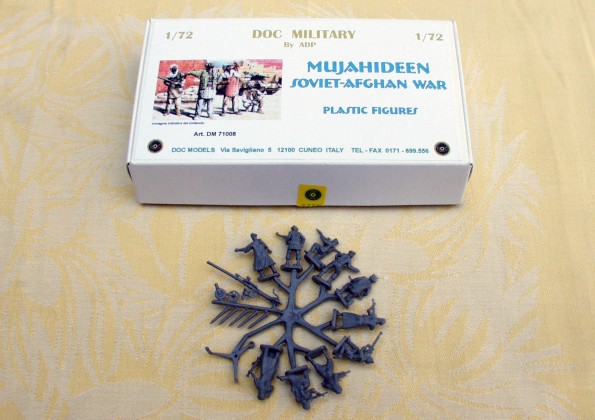 1/72
DOC MILITARY
1/72
By ADP
MUJAHIDEEN
SOVIET-AFGHAN WAR
PLASTIC FIGURES
Art. DM 71008
DOC MODELS Via Savigliano 5 12100 CUNEO ITALY TEL - FAX 0171 - 699.556